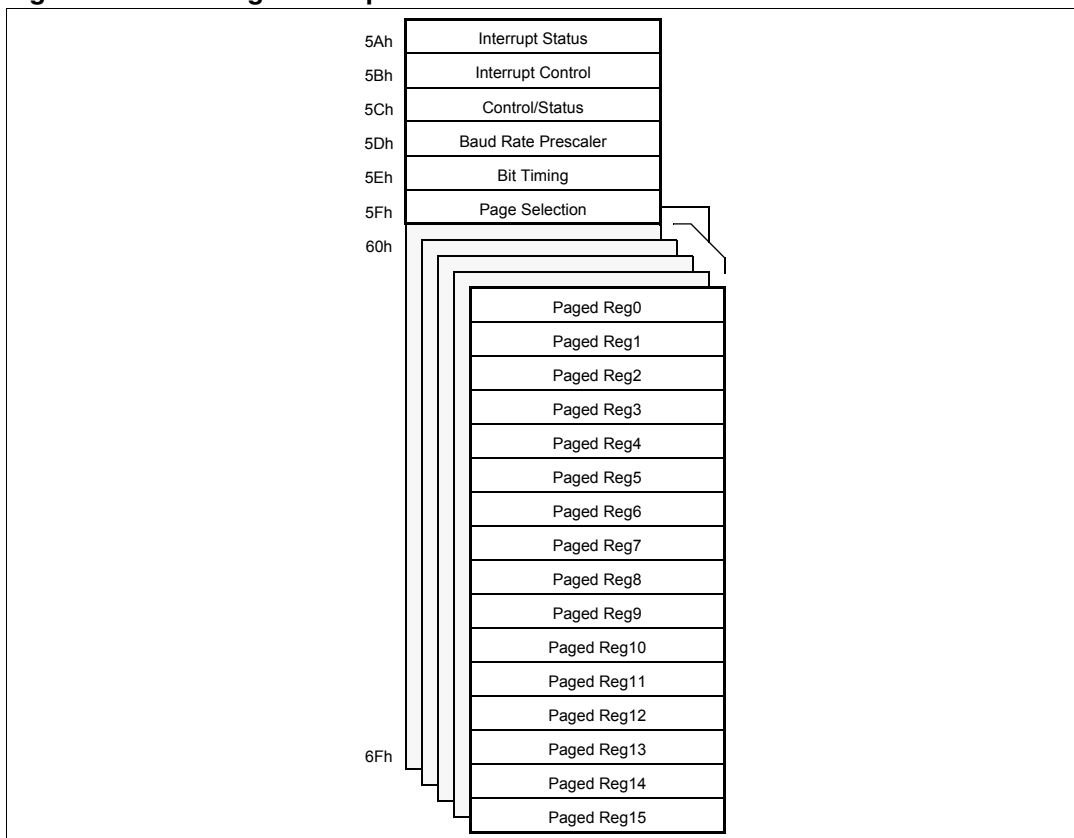 5Ah Interrupt Status
5Bh Interrupt Control
5Ch Control/Status
5Dh Baud Rate Prescaler
5Eh Bit Timing
5Fh Page Selection
60h
Paged Reg0
Paged Reg1
Paged Reg2
Paged Reg3
Paged Reg4
Paged Reg5
Paged Reg6
Paged Reg7
Paged Reg8
Paged Reg9
Paged Reg10
Paged Reg11
Paged Reg12
6Fh Paged Reg13
Paged Reg14
Paged Reg15